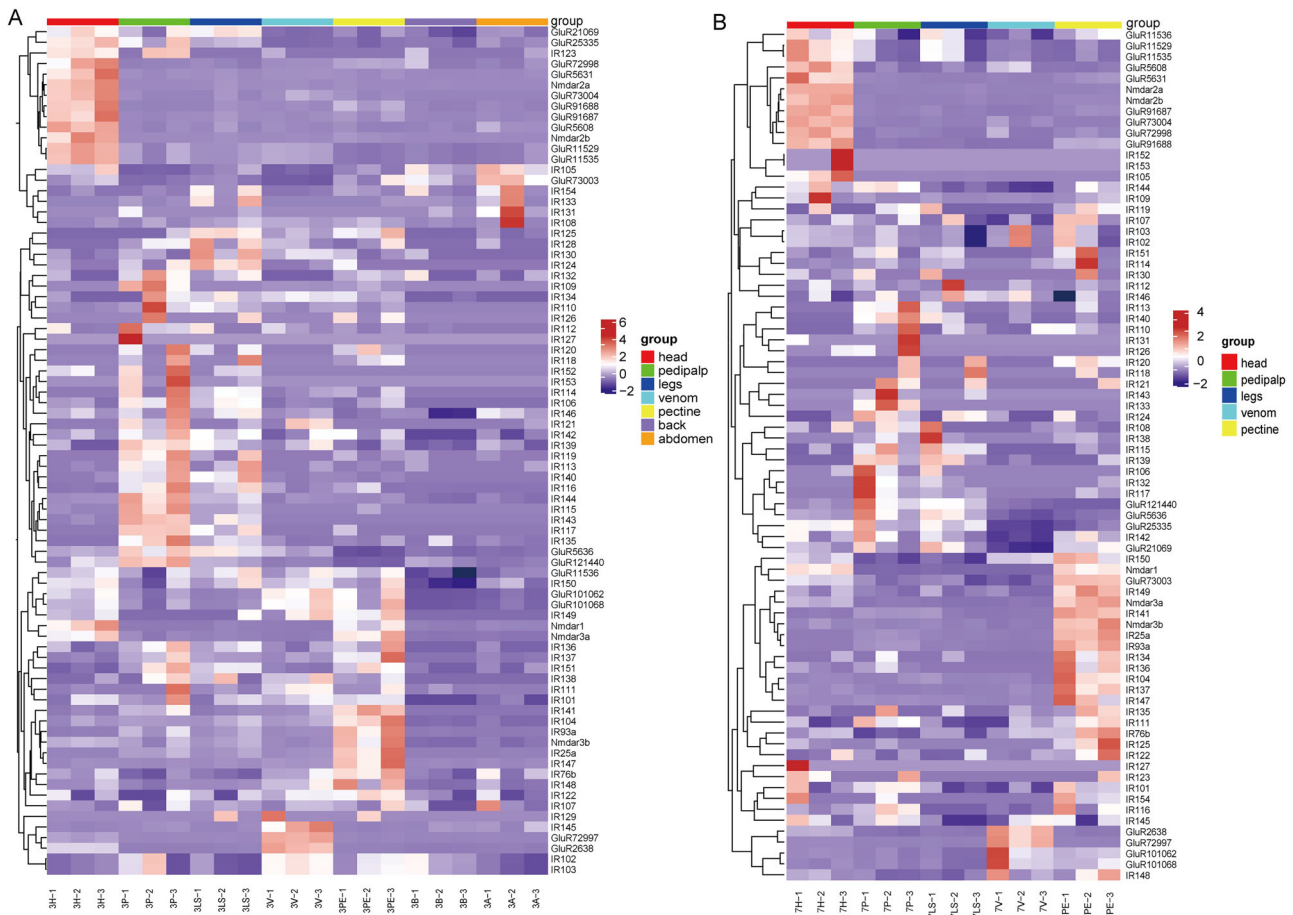 A
group
GluR21069
GluR25335
IR123
GluR72998
GluR5631
Nmdar2a
GluR73004
GluR91688
GluR91687
GluR5608
Nmdar2b
GluR11529
GluR11535
IR105
GluR73003
IR154
IR133
IR131
IR108
IR125
IR128
IR130
IR124
IR132
IR109
IR134
IR110
IR126
IR112
IR127
IR120
IR118
IR152
IR153
IR114
IR106
IR146
IR121
IR142
IR139
IR119
IR113
IR140
IR116
IR144
IR115
IR143
IR117
IR135
GluR5636
GluR121440
GluR11536
IR150
GluR101062
GluR101068
IR149
Nmdar1
Nmdar3a
IR136
IR137
IR151
IR138
IR111
IR101
IR141
IR104
IR93a
Nmdar3b
IR25a
IR147
IR76b
IR148
IR122
IR107
IR129
IR145
GluR72997
GluR2638
IR102
IR103
3H-1
3H-2
3H-3
3P-1
3P-2
3P-3
3LS-1
3LS-2
3LS-3
3V-1
3V-2
3V-3
3PE-1
3PE-2
3PE-3
3B-1
3B-2
3B-3
3A-1
3A-2
3A-3
6
4
2
0
−2
group
head
pedipalp
legs
venom
pectine
back
abdomen
B
group
GluR11536
GluR11529
GluR11535
GluR5608
GluR5631
Nmdar2a
Nmdar2b
GluR91687
GluR73004
GluR72998
GluR91688
IR152
IR153
IR105
IR144
IR109
IR119
IR107
IR103
IR102
IR151
IR114
IR130
IR112
IR146
IR113
IR140
IR110
IR131
IR126
IR120
IR118
IR121
IR143
IR133
IR124
IR108
IR138
IR115
IR139
IR106
IR132
IR117
GluR121440
GluR5636
GluR25335
IR142
GluR21069
IR150
Nmdar1
GluR73003
IR149
Nmdar3a
IR141
Nmdar3b
IR25a
IR93a
IR134
IR136
IR104
IR137
IR147
IR135
IR111
IR76b
IR125
IR122
IR127
IR123
IR101
IR154
IR116
IR145
GluR2638
GluR72997
GluR101062
GluR101068
IR148
7H-1
7H-2
7H-3
7P-1
7P-2
7P-3
7LS-1
7LS-2
7LS-3
7V-1
7V-2
7V-3
PE-1
PE-2
PE-3
4
2
0
−2
group
head
pedipalp
legs
venom
pectine